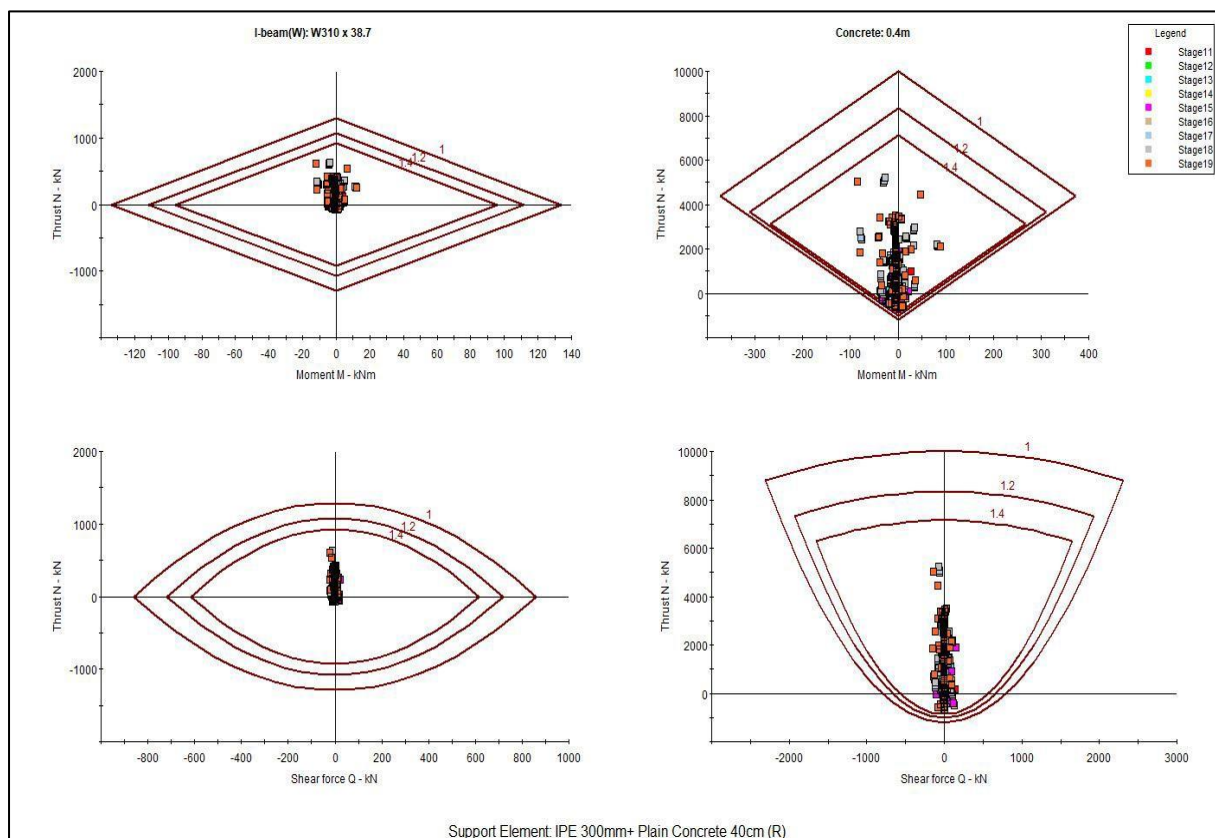 I-beam(W): W310 x 38.7
Concrete: 0.4m
Legend
Stage11
Stage12
Stage13
Stage14
Stage15
Stage16
Stage17
Stage18
Stage19
2000
1000
0
-1000
Thrust N - kN
1
1.2
1.4
-140 -120 -100 -80 -60 -40 -20 0 20 40 60 80 100 120 140
Moment M - kNm
10000
8000
6000
4000
2000
0
Thrust N - kN
1
1.2
1.4
-300 -200 -100 0 100 200 300 400
Moment M - kNm
2000
1000
0
-1000
Thrust N - kN
1
1.2
1.4
-800 -600 -400 -200 0 200 400 600 800 1000
Shear force Q - kN
10000
8000
6000
4000
2000
0
Thrust N - kN
1
1.2
1.4
-2000 -1000 0 1000 2000 3000
Shear force Q - kN
Support Element: IPE 300mm+ Plain Concrete 40cm (R)